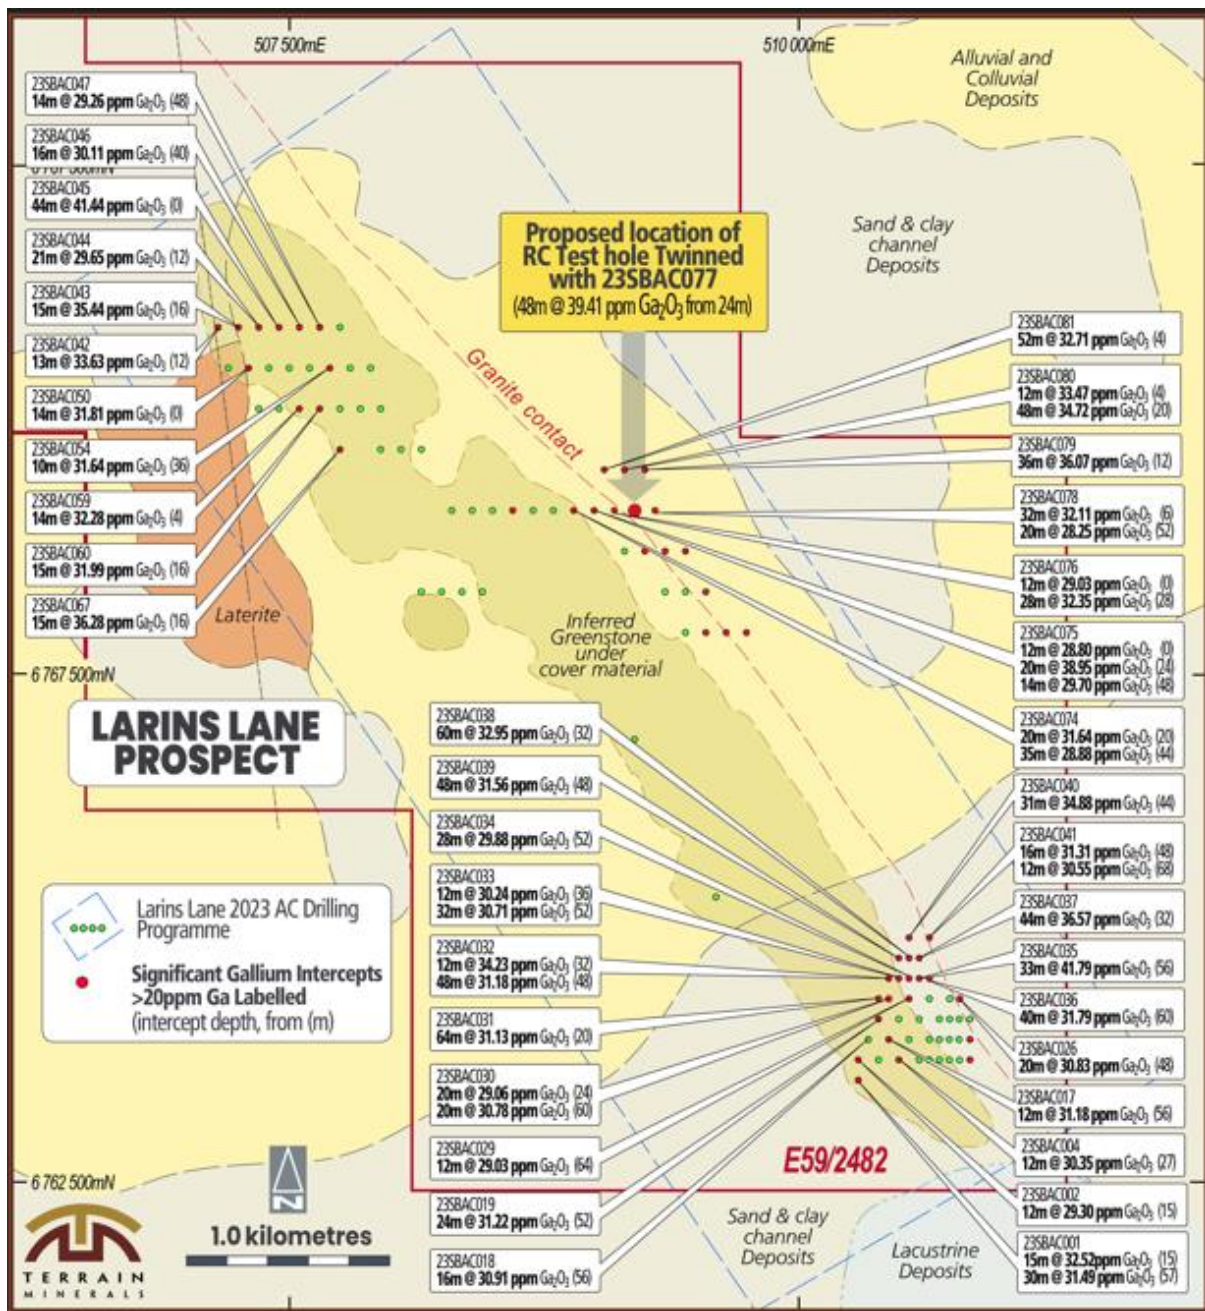 507 500mE
510 000mE
Alluvial and
Colluvial
Deposits
23SBAC047
14m @ 29.26 ppm Ga₂O₃ (48)
23SBAC046
16m @ 30.11 ppm Ga₂O₃ (40)
23SBAC045
44m @ 41.44 ppm Ga₂O₃ (0)
23SBAC044
21m @ 29.65 ppm Ga₂O₃ (12)
23SBAC043
15m @ 35.44 ppm Ga₂O₃ (16)
23SBAC042
13m @ 33.63 ppm Ga₂O₃ (12)
23SBAC050
14m @ 31.81 ppm Ga₂O₃ (0)
23SBAC054
10m @ 31.64 ppm Ga₂O₃ (36)
23SBAC059
14m @ 32.28 ppm Ga₂O₃ (4)
23SBAC060
15m @ 31.99 ppm Ga₂O₃ (16)
23SBAC067
15m @ 36.28 ppm Ga₂O₃ (16)
Sand & clay
channel
Deposits
Proposed location of
RC Test hole Twinned
with 23SBAC077
(48m @ 39.41 ppm Ga₂O₃ from 24m)
Granite contact
Laterite
Inferred
Greenstone
under
cover material
23SBAC081
52m @ 32.71 ppm Ga₂O₃ (4)
23SBAC080
12m @ 33.47 ppm Ga₂O₃ (4)
48m @ 34.72 ppm Ga₂O₃ (20)
23SBAC079
36m @ 36.07 ppm Ga₂O₃ (12)
23SBAC078
32m @ 32.11 ppm Ga₂O₃ (6)
20m @ 28.25 ppm Ga₂O₃ (52)
23SBAC076
12m @ 29.03 ppm Ga₂O₃ (0)
28m @ 32.35 ppm Ga₂O₃ (28)
23SBAC075
12m @ 28.80 ppm Ga₂O₃ (0)
20m @ 38.95 ppm Ga₂O₃ (24)
14m @ 29.70 ppm Ga₂O₃ (48)
23SBAC074
20m @ 31.64 ppm Ga₂O₃ (20)
35m @ 28.88 ppm Ga₂O₃ (44)
23SBAC040
31m @ 34.88 ppm Ga₂O₃ (44)
23SBAC041
16m @ 31.31 ppm Ga₂O₃ (48)
12m @ 30.55 ppm Ga₂O₃ (68)
23SBAC037
44m @ 36.57 ppm Ga₂O₃ (32)
23SBAC035
33m @ 41.79 ppm Ga₂O₃ (56)
23SBAC036
40m @ 31.79 ppm Ga₂O₃ (60)
23SBAC026
20m @ 30.83 ppm Ga₂O₃ (48)
23SBAC017
12m @ 31.18 ppm Ga₂O₃ (56)
23SBAC004
12m @ 30.35 ppm Ga₂O₃ (27)
23SBAC002
12m @ 29.30 ppm Ga₂O₃ (15)
23SBAC001
15m @ 32.52ppm Ga₂O₃ (15)
30m @ 31.49 ppm Ga₂O₃ (57)
6 767 500mN
LARINS LANE
PROSPECT
23SBAC038
60m @ 32.95 ppm Ga₂O₃ (32)
23SBAC039
48m @ 31.56 ppm Ga₂O₃ (48)
23SBAC034
28m @ 29.88 ppm Ga₂O₃ (52)
23SBAC033
12m @ 30.24 ppm Ga₂O₃ (36)
32m @ 30.71 ppm Ga₂O₃ (52)
23SBAC032
12m @ 34.23 ppm Ga₂O₃ (32)
48m @ 31.18 ppm Ga₂O₃ (48)
23SBAC031
64m @ 31.13 ppm Ga₂O₃ (20)
23SBAC030
20m @ 29.06 ppm Ga₂O₃ (24)
20m @ 30.78 ppm Ga₂O₃ (60)
23SBAC029
12m @ 29.03 ppm Ga₂O₃ (64)
23SBAC019
24m @ 31.22 ppm Ga₂O₃ (52)
23SBAC018
16m @ 30.91 ppm Ga₂O₃ (56)
Larins Lane 2023 AC Drilling
Programme
Significant Gallium Intercepts
>20ppm Ga Labelled
(intercept depth, from (m)
E59/2482
6 762 500mN
N
1.0 kilometres
Sand & clay
channel
Deposits
Lacustrine
Deposits
TERRAIN
MINERALS